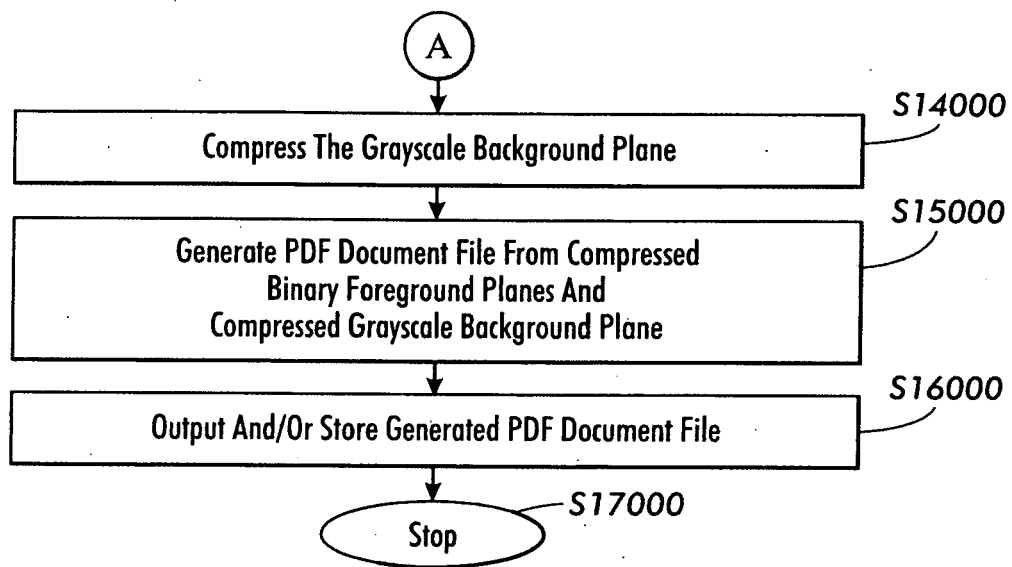 A
S14000
Compress The Grayscale Background Plane
S15000
Generate PDF Document File From Compressed
Binary Foreground Planes And
Compressed Grayscale Background Plane
S16000
Output And/Or Store Generated PDF Document File
S17000
Stop